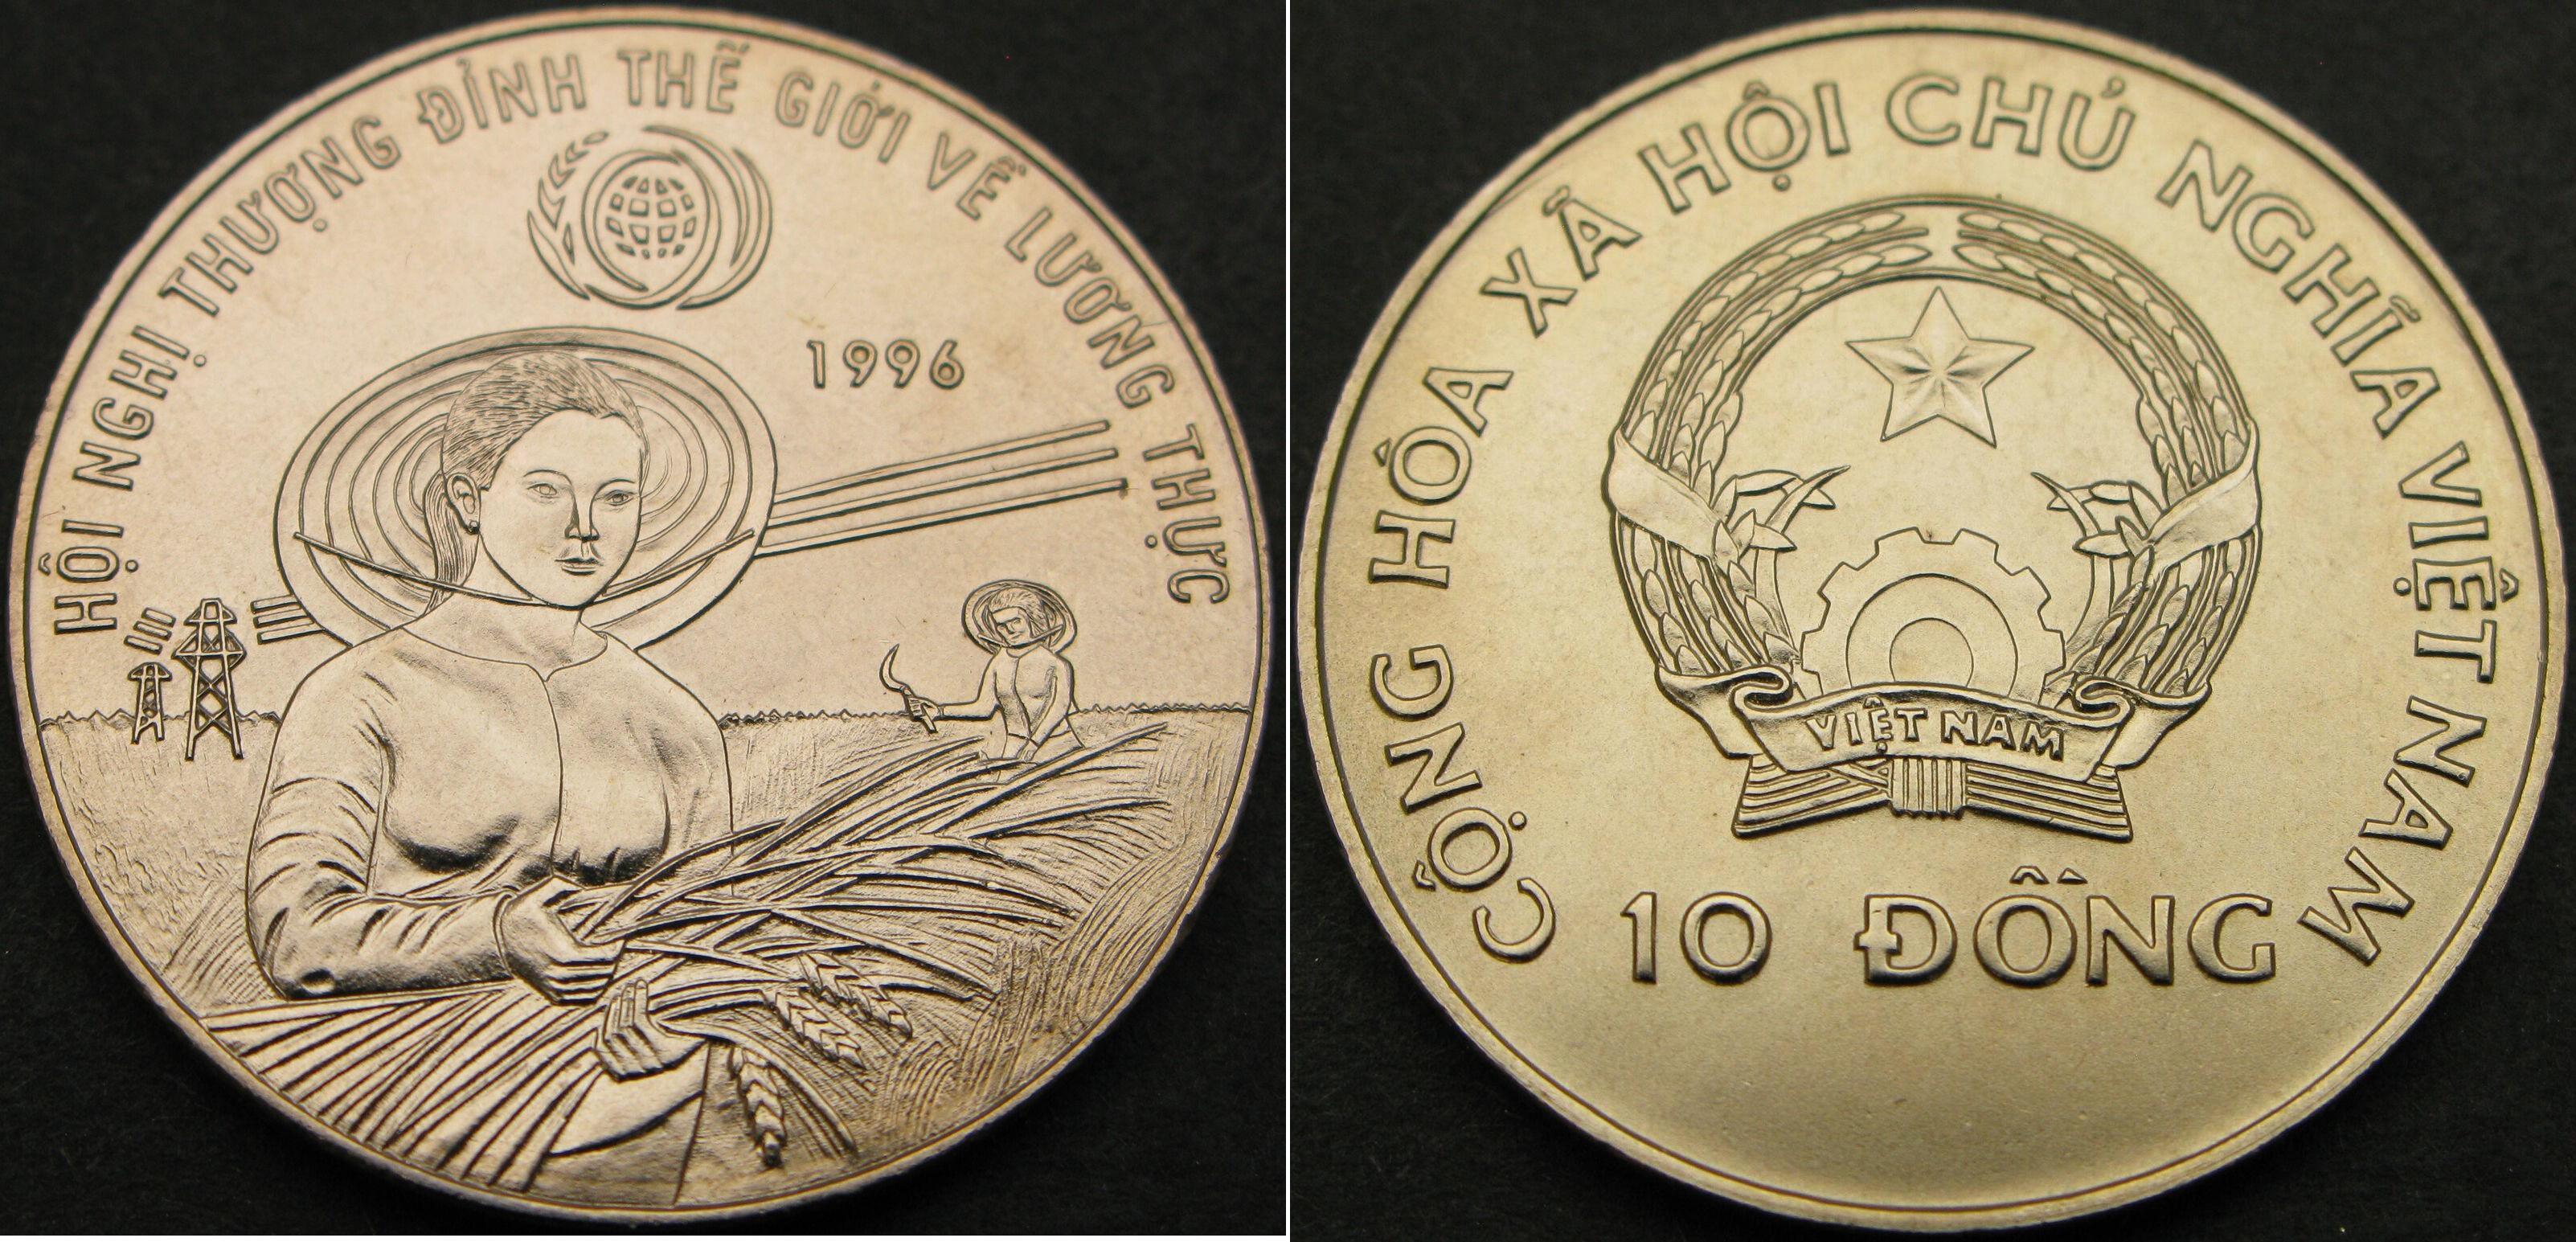 HỘI NGHỊ THƯỢNG ĐỈNH THẾ GIỚI VỀ LƯƠNG THỰC
1996
CỘNG HÒA XÃ HỘI CHỦ NGHĨA VIỆT NAM
VIỆT NAM
10 ĐỒNG